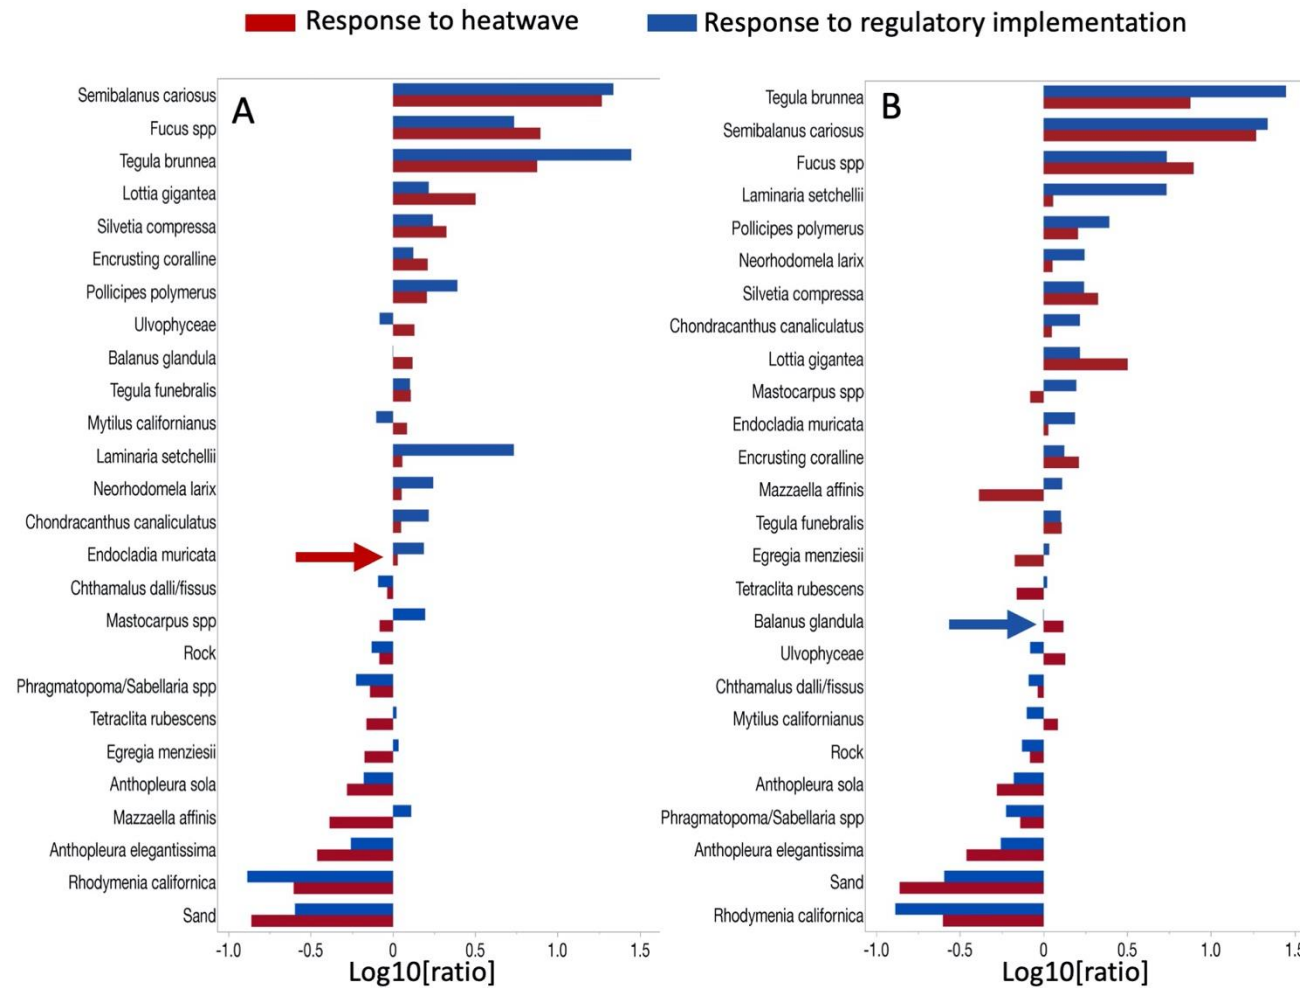 Response to heatwave
Response to regulatory implementation
A
Semibalanus cariosus
Fucus spp
Tegula brunnea
Lottia gigantea
Silvetia compressa
Encrusting coralline
Pollicipes polymerus
Ulvophyceae
Balanus glandula
Tegula funebralis
Mytilus californianus
Laminaria setchellii
Neorhodomela larix
Chondracanthus canaliculatus
Endocladia muricata
Chthamalus dalli/fissus
Mastocarpus spp
Rock
Phragmatopoma/Sabellaria spp
Tetraclita rubescens
Egregia menziesii
Anthopleura sola
Mazzaella affinis
Anthopleura elegantissima
Rhodymenia californica
Sand
-1.0 -0.5 0 0.5 1.0 1.5
Log10[ratio]
B
Tegula brunnea
Semibalanus cariosus
Fucus spp
Laminaria setchellii
Pollicipes polymerus
Neorhodomela larix
Silvetia compressa
Chondracanthus canaliculatus
Lottia gigantea
Mastocarpus spp
Endocladia muricata
Encrusting coralline
Mazzaella affinis
Tegula funebralis
Egregia menziesii
Tetraclita rubescens
Balanus glandula
Ulvophyceae
Chthamalus dalli/fissus
Mytilus californianus
Rock
Anthopleura sola
Phragmatopoma/Sabellaria spp
Anthopleura elegantissima
Sand
Rhodymenia californica
-1.0 -0.5 0 0.5 1.0 1.5
Log10[ratio]